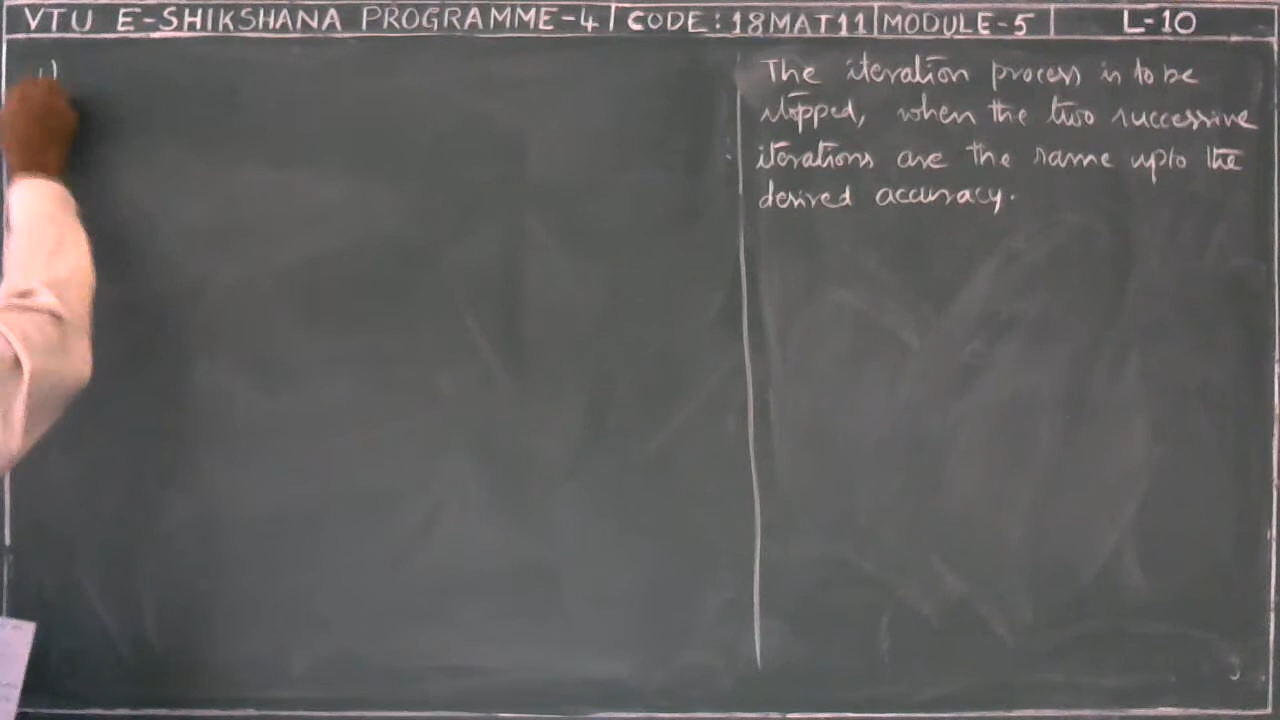 VTU E-SHIKSHANA PROGRAMME-4 | CODE: 18MAT11 | MODULE-5 | L-10
The iteration process is to be
stopped, when the two successive
iterations are the same upto the
desired accuracy.